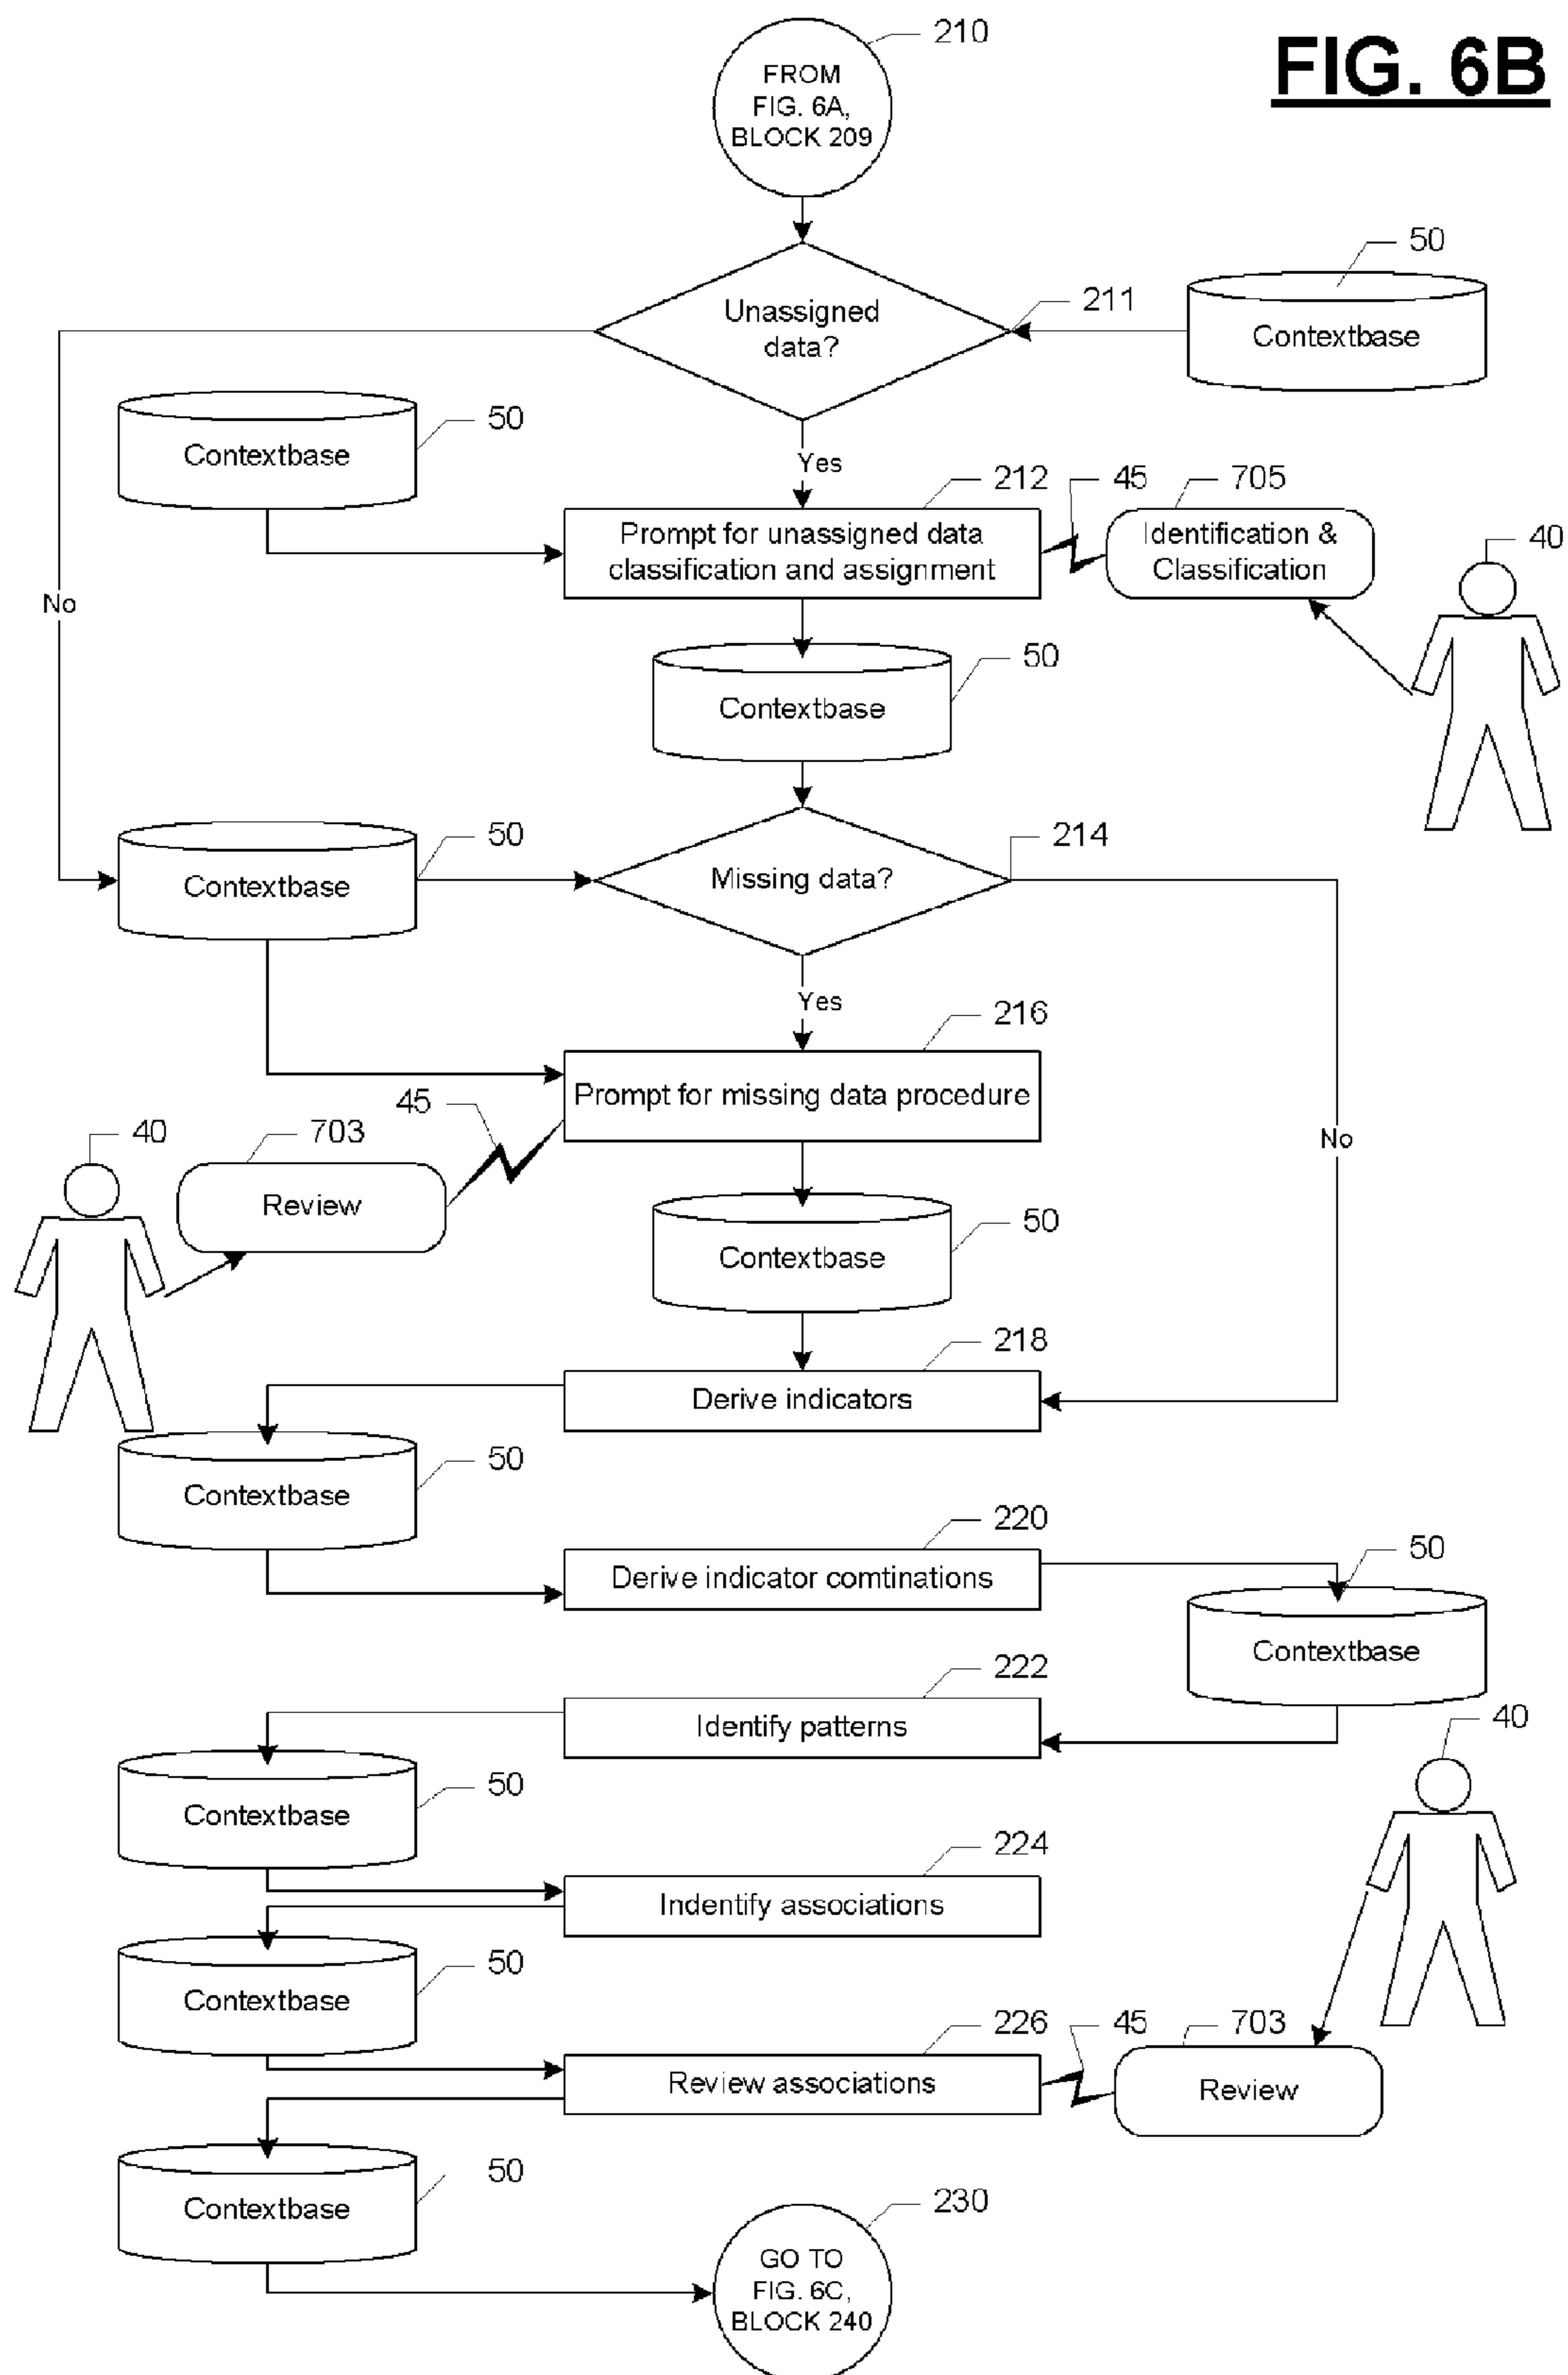 210
FIG. 6B
FROM
FIG. 6A,
BLOCK 209
50
211
Unassigned
data?
Contextbase
50
Contextbase
Yes
212
45
705
Prompt for unassigned data
classification and assignment
Identification &
Classification
40
No
50
Contextbase
50
214
Contextbase
Missing data?
Yes
216
Prompt for missing data procedure
45
40
703
No
Review
50
Contextbase
218
Derive indicators
50
Contextbase
220
50
Derive indicator comtinations
Contextbase
222
40
Identify patterns
50
Contextbase
224
Indentify associations
50
Contextbase
226
45
703
Review associations
Review
50
Contextbase
230
GO TO
FIG. 6C,
BLOCK 240